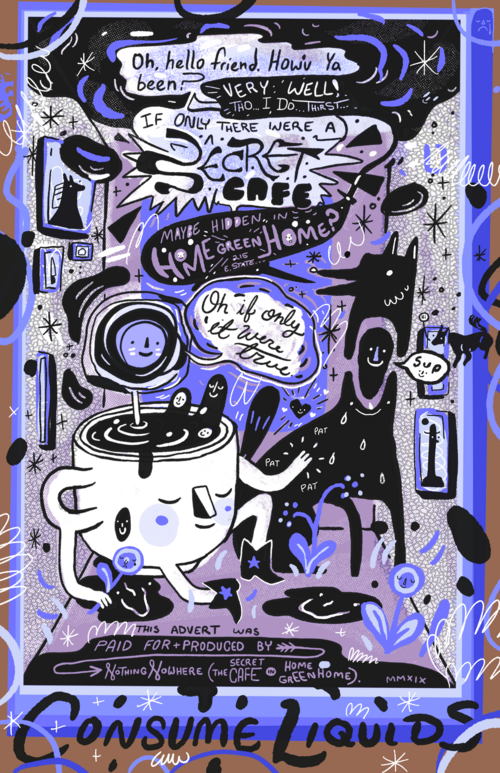 Oh, hello friend. How'v Ya
been?
VERY WELL!
THO... I DO... THIRST...
IF ONLY THERE WERE A
SECRET
CAFE
MAYBE HIDDEN IN
HOME GREEN HOME?
215
E. STATE...
Oh if only
it were
true
SUP
PAT
PAT
PAT
THIS ADVERT WAS
PAID FOR + PRODUCED BY
NOTHING NOWHERE (THE SECRET CAFE IN HOME GREEN HOME).
MMXIX
CONSUME LIQUIDS